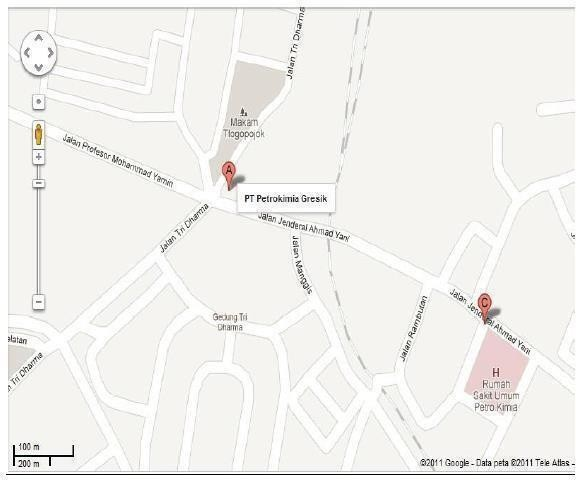 Jalan Tri Dharma
Makam
Tlogopojok
Jalan Profesor Mohammad Yamin
A
PT Petrokimia Gresik
Jalan Tri Dharma
Jalan Jenderal Ahmad Yani
Jalan Manggis
C
Jalan Jenderal Ahmad Yani
Jalan Rambutan
Gedung Tri
Dharma
elatan
n Tri Dharma
H
Rumah
Sakit Umum
Petro Kimia
100 m
200 m
©2011 Google - Data peta ©2011 Tele Atlas -